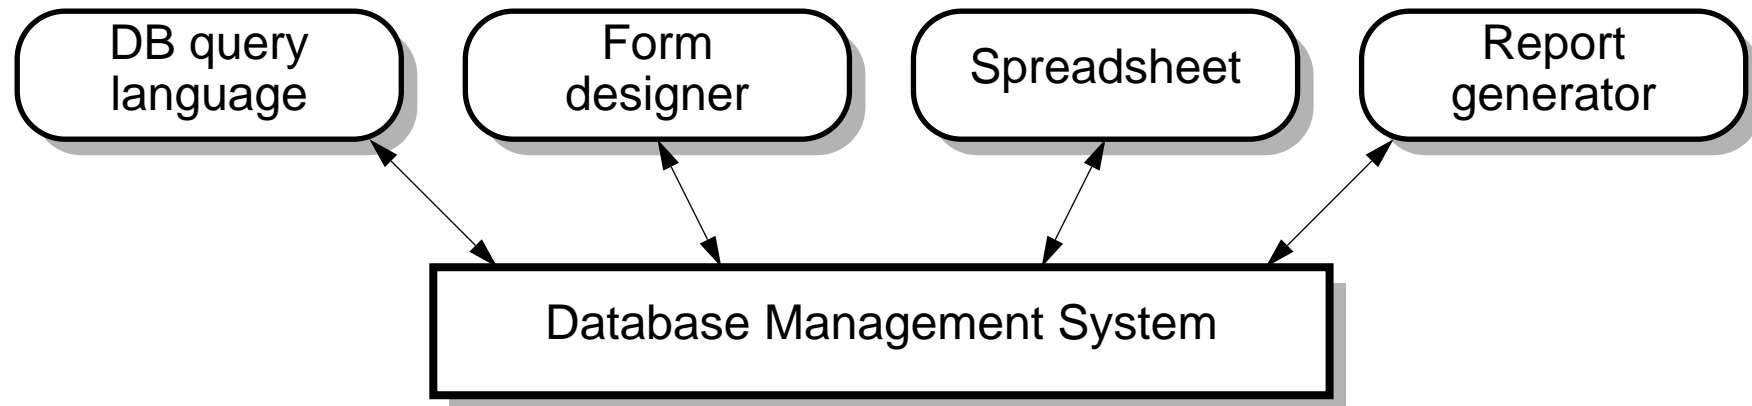 DB query
language
Form
designer
Spreadsheet
Report
generator
Database Management System